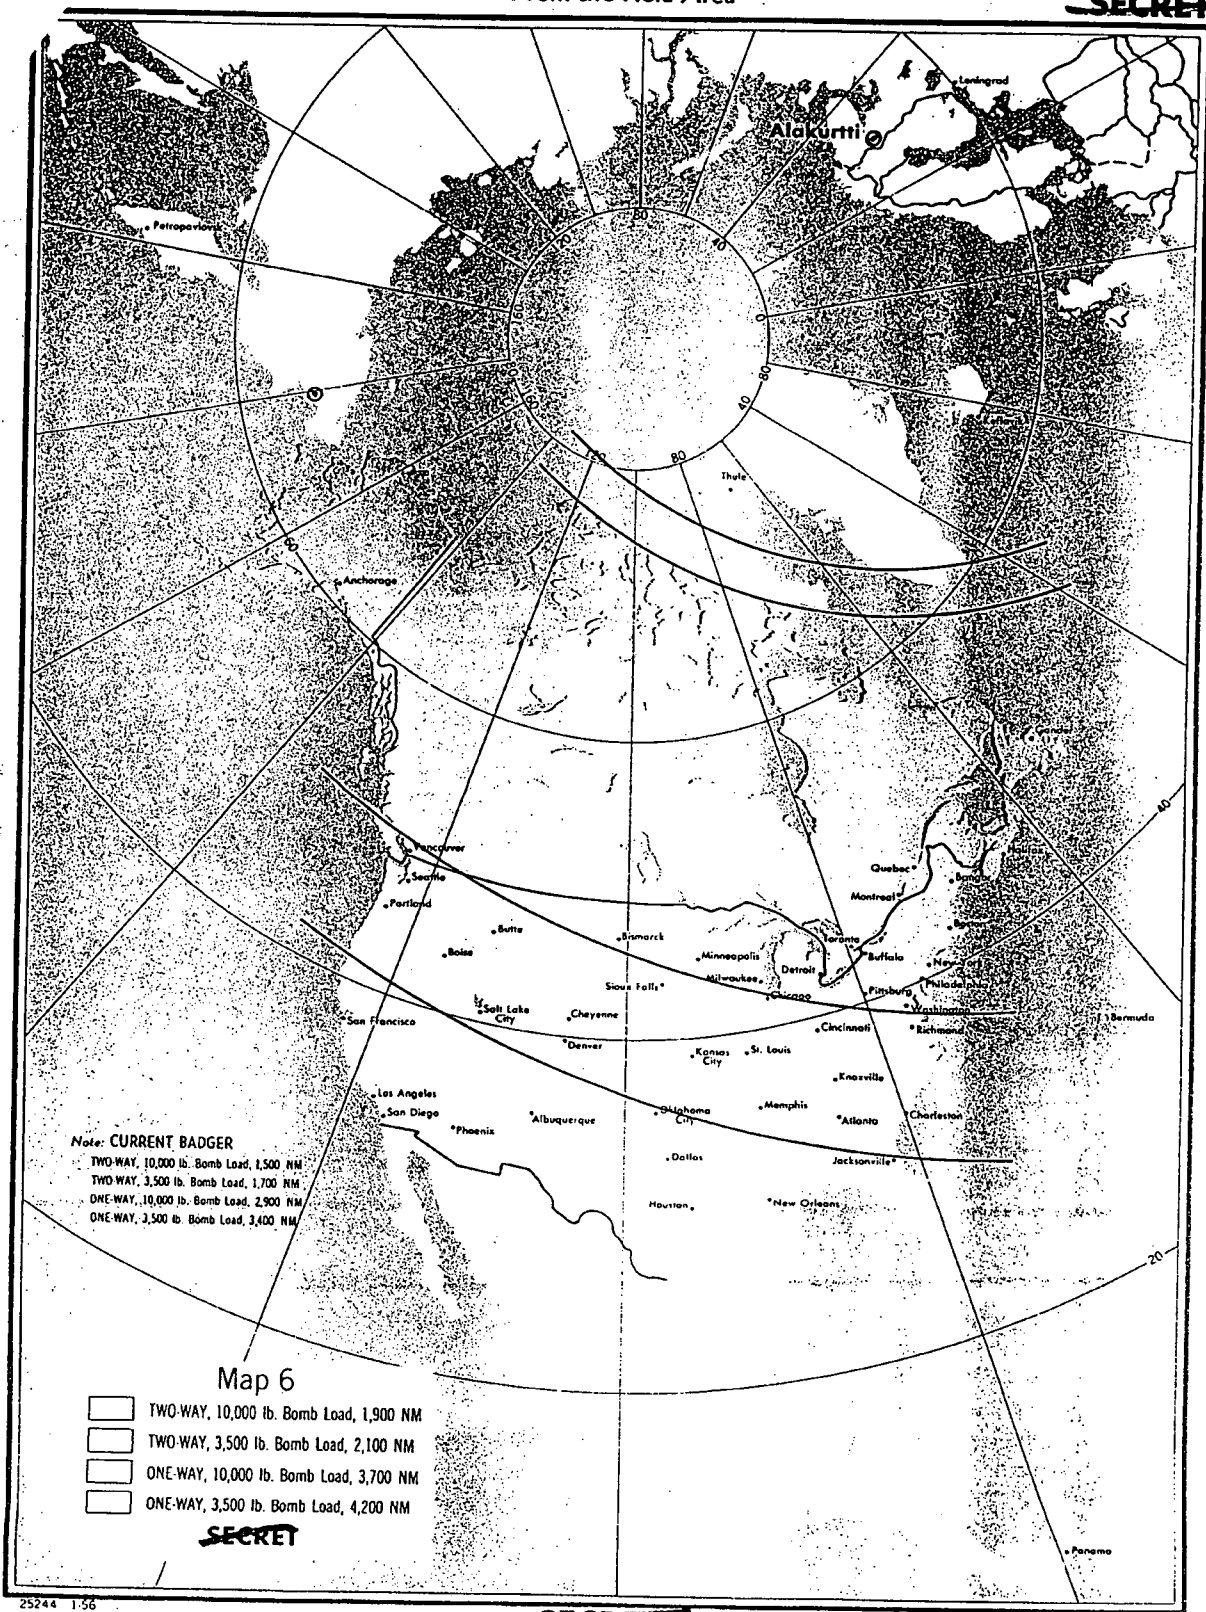 SECRET
Leningrad
Alakurtti
Petropavlovsk
80
40
0
80
40
80
Thule
Keflavik
60
Anchorage
Gander
40
Vancouver
Seattle
Portland
Butte
Boise
Bismarck
Minneapolis
Milwaukee
Sioux Falls
Chicago
Detroit
Toronto
Buffalo
Quebec
Montreal
Halifax
Bangor
Boston
New York
Philadelphia
Pittsburg
Washington
Richmond
Bermuda
Salt Lake
City
Cheyenne
Denver
San Francisco
Cincinnati
Kansas
City
St. Louis
Knoxville
Los Angeles
San Diego
Phoenix
Albuquerque
Oklahoma
City
Memphis
Atlanta
Charleston
Dallas
Jacksonville
Houston
New Orleans
20
Panama
Note: CURRENT BADGER
TWO-WAY, 10,000 lb. Bomb Load, 1,500 NM
TWO-WAY, 3,500 lb. Bomb Load, 1,700 NM
ONE-WAY, 10,000 lb. Bomb Load, 2,900 NM
ONE-WAY, 3,500 lb. Bomb Load, 3,400 NM
Map 6
TWO-WAY, 10,000 lb. Bomb Load, 1,900 NM
TWO-WAY, 3,500 lb. Bomb Load, 2,100 NM
ONE-WAY, 10,000 lb. Bomb Load, 3,700 NM
ONE-WAY, 3,500 lb. Bomb Load, 4,200 NM
SECRET
25244 1-56